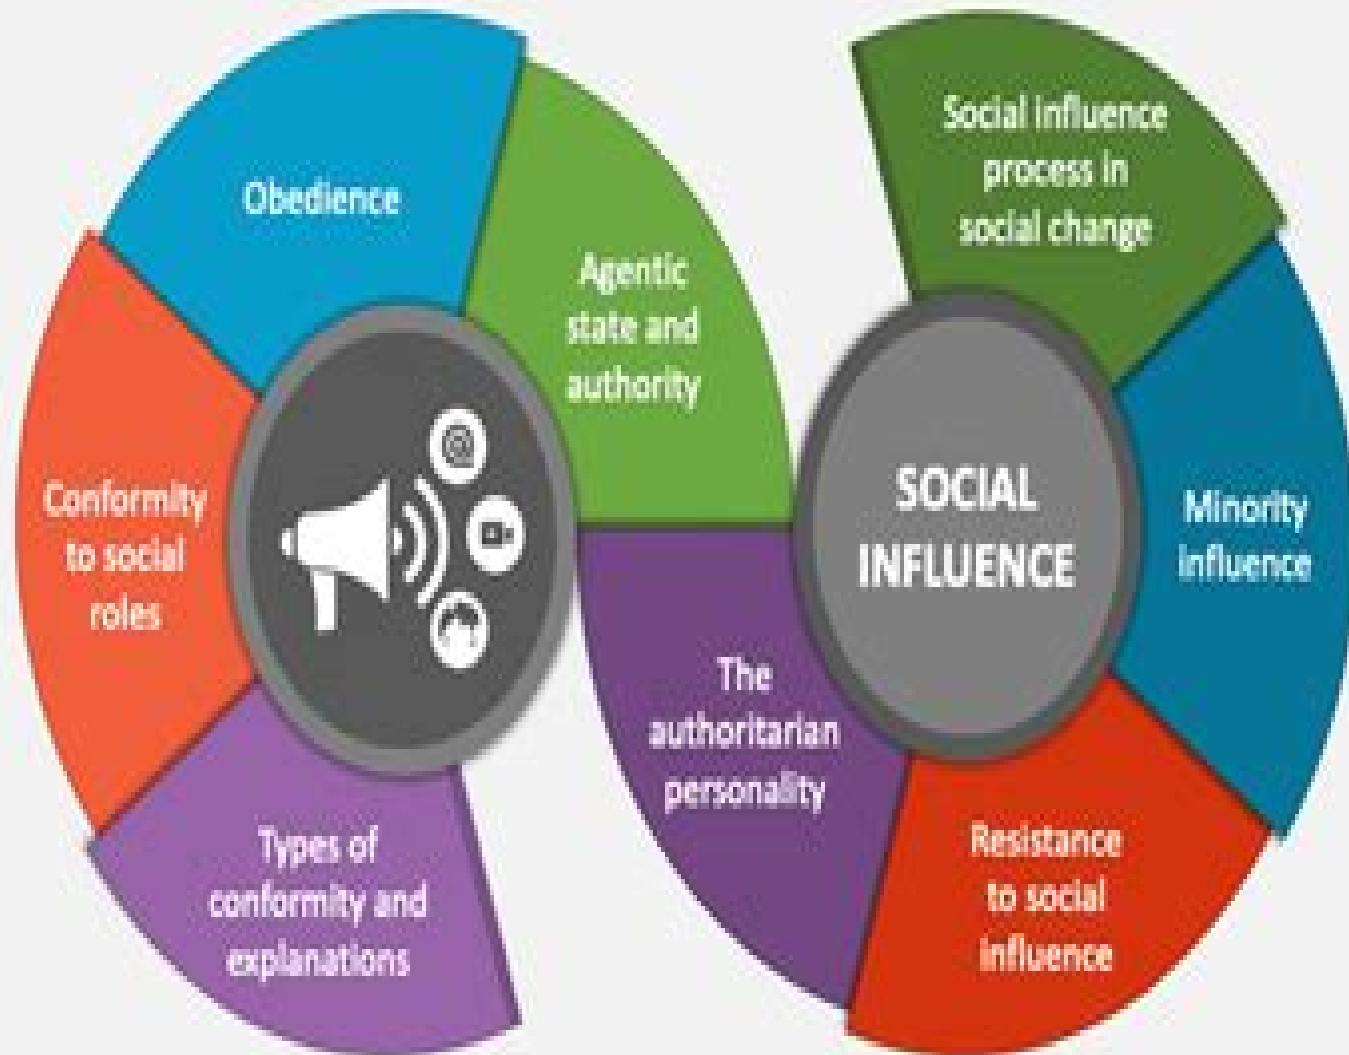 Obedience
Agentic
state and
authority
Conformity
to social
roles
Types of
conformity and
explanations
The
authoritarian
personality
SOCIAL
INFLUENCE
Social influence
process in
social change
Minority
influence
Resistance
to social
influence
@